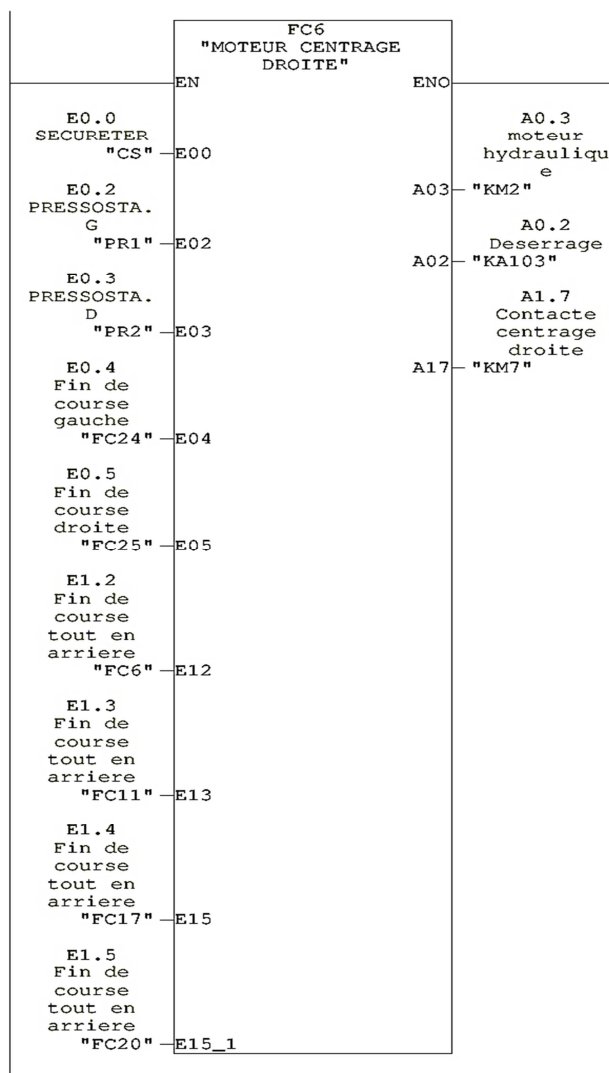 FC6
"MOTEUR CENTRAGE
DROITE"
EN
ENO
E0.0
SECURETER
"CS"
E00
A0.3
moteur
hydrauliqu
e
A03
"KM2"
E0.2
PRESSOSTA.
G
"PR1"
E02
A0.2
Deserrage
A02
"KA103"
E0.3
PRESSOSTA.
D
"PR2"
E03
A1.7
Contacte
centrage
droite
A17
"KM7"
E0.4
Fin de
course
gauche
"FC24"
E04
E0.5
Fin de
course
droite
"FC25"
E05
E1.2
Fin de
course
tout en
arriere
"FC6"
E12
E1.3
Fin de
course
tout en
arriere
"FC11"
E13
E1.4
Fin de
course
tout en
arriere
"FC17"
E15
E1.5
Fin de
course
tout en
arriere
"FC20"
E15_1